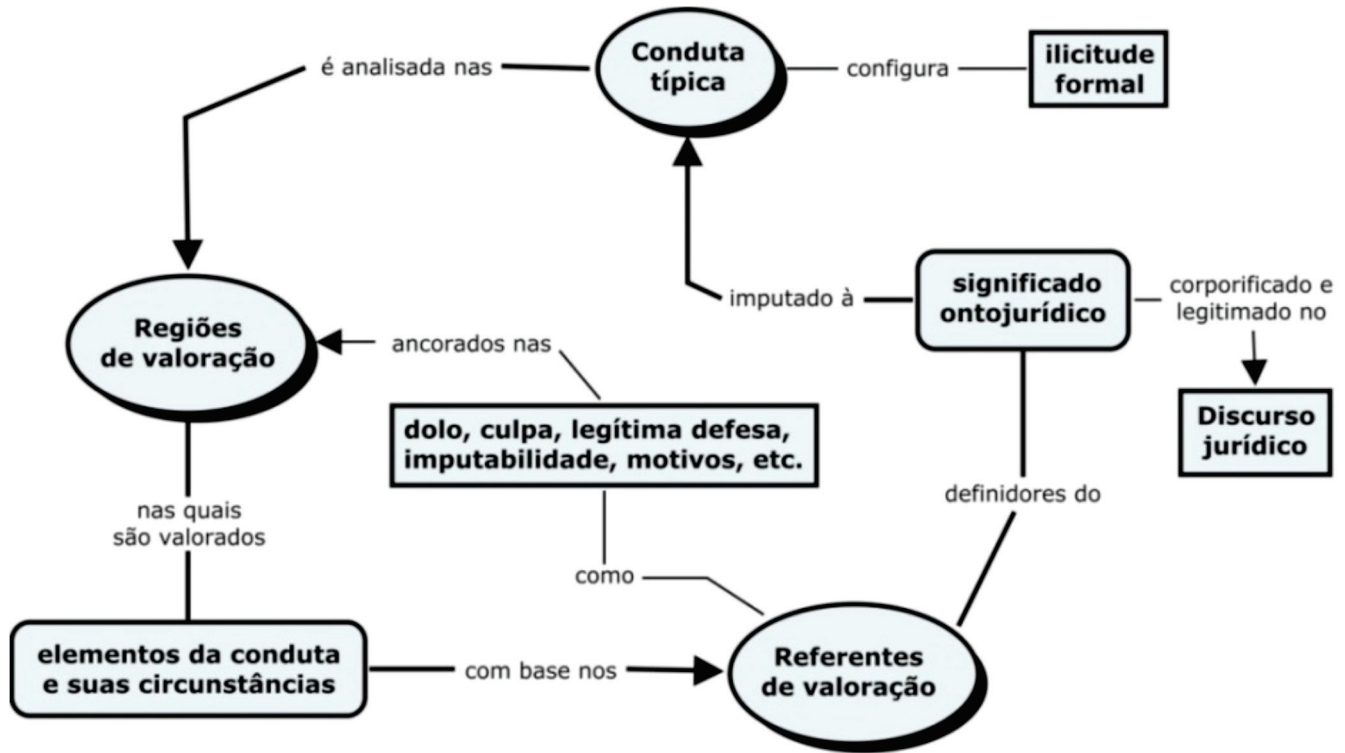 Conduta
típica
configura
ilicitude
formal
é analisada nas
Regiões
de valoração
imputado à
significado
ontojurídico
corporificado e
legitimado no
Discurso
jurídico
ancorados nas
dolo, culpa, legítima defesa,
imputabilidade, motivos, etc.
definidores do
nas quais
são valorados
como
elementos da conduta
e suas circunstâncias
com base nos
Referentes
de valoração